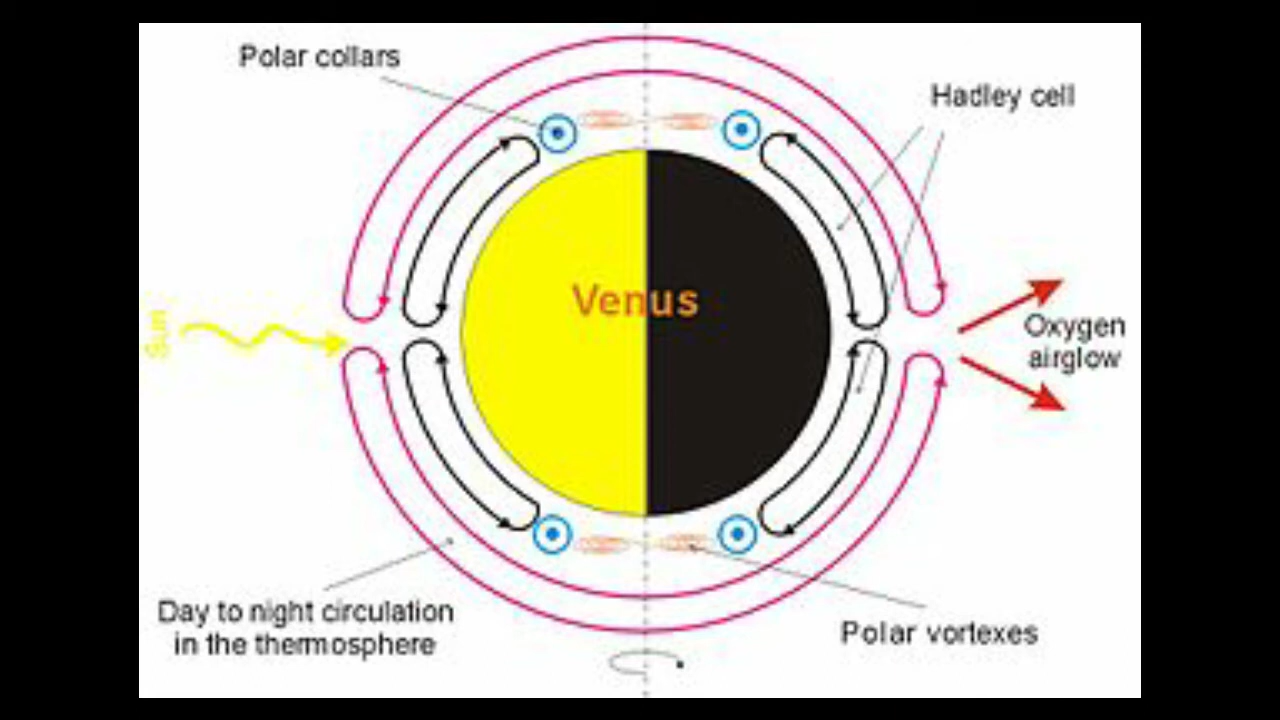 Polar collars
Hadley cell
Venus
Sun
Oxygen
airglow
Day to night circulation
in the thermosphere
Polar vortexes